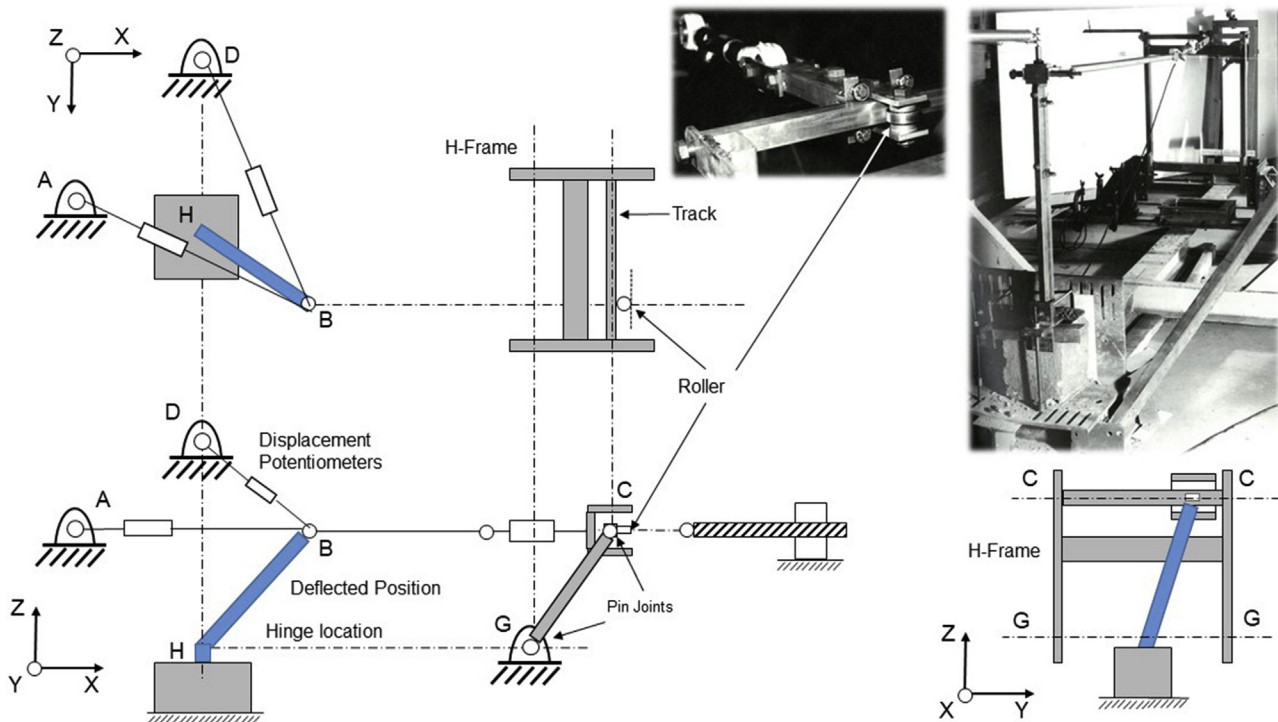 Z
X
D
Y
H-Frame
A
H
Track
B
Roller
D
Displacement
Potentiometers
A
C
B
Deflected Position
Pin Joints
Z
Hinge location
G
H
Y
X
C
C
H-Frame
Z
G
G
X
Y